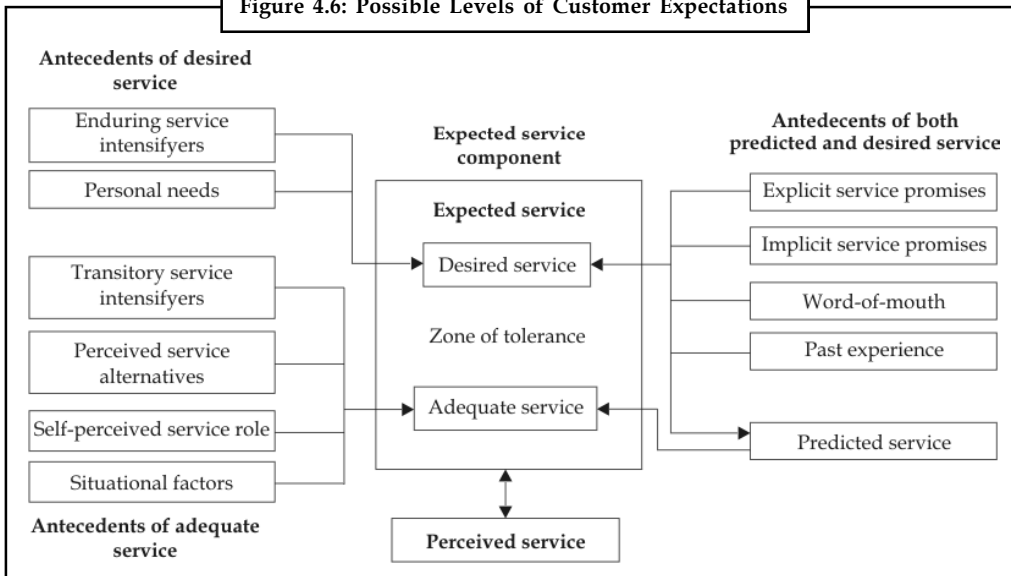 Figure 4.6: Possible Levels of Customer Expectations
Antecedents of desired
service
Enduring service
intensifyers
Personal needs
Transitory service
intensifyers
Perceived service
alternatives
Self-perceived service role
Situational factors
Antecedents of adequate
service
Expected service
component
Expected service
Desired service
Zone of tolerance
Adequate service
Perceived service
Antedecents of both
predicted and desired service
Explicit service promises
Implicit service promises
Word-of-mouth
Past experience
Predicted service